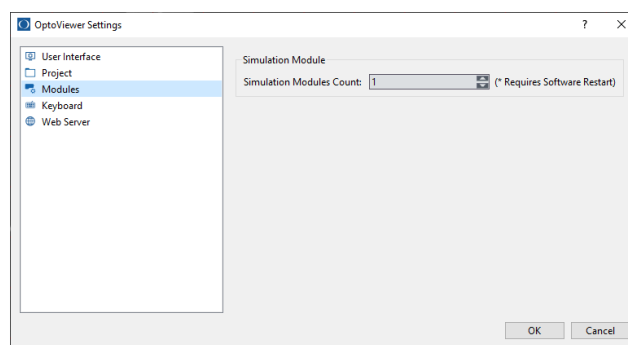 OptoViewer Settings
User Interface
Project
Modules
Keyboard
Web Server
Simulation Module
Simulation Modules Count: 1 (* Requires Software Restart)
OK Cancel